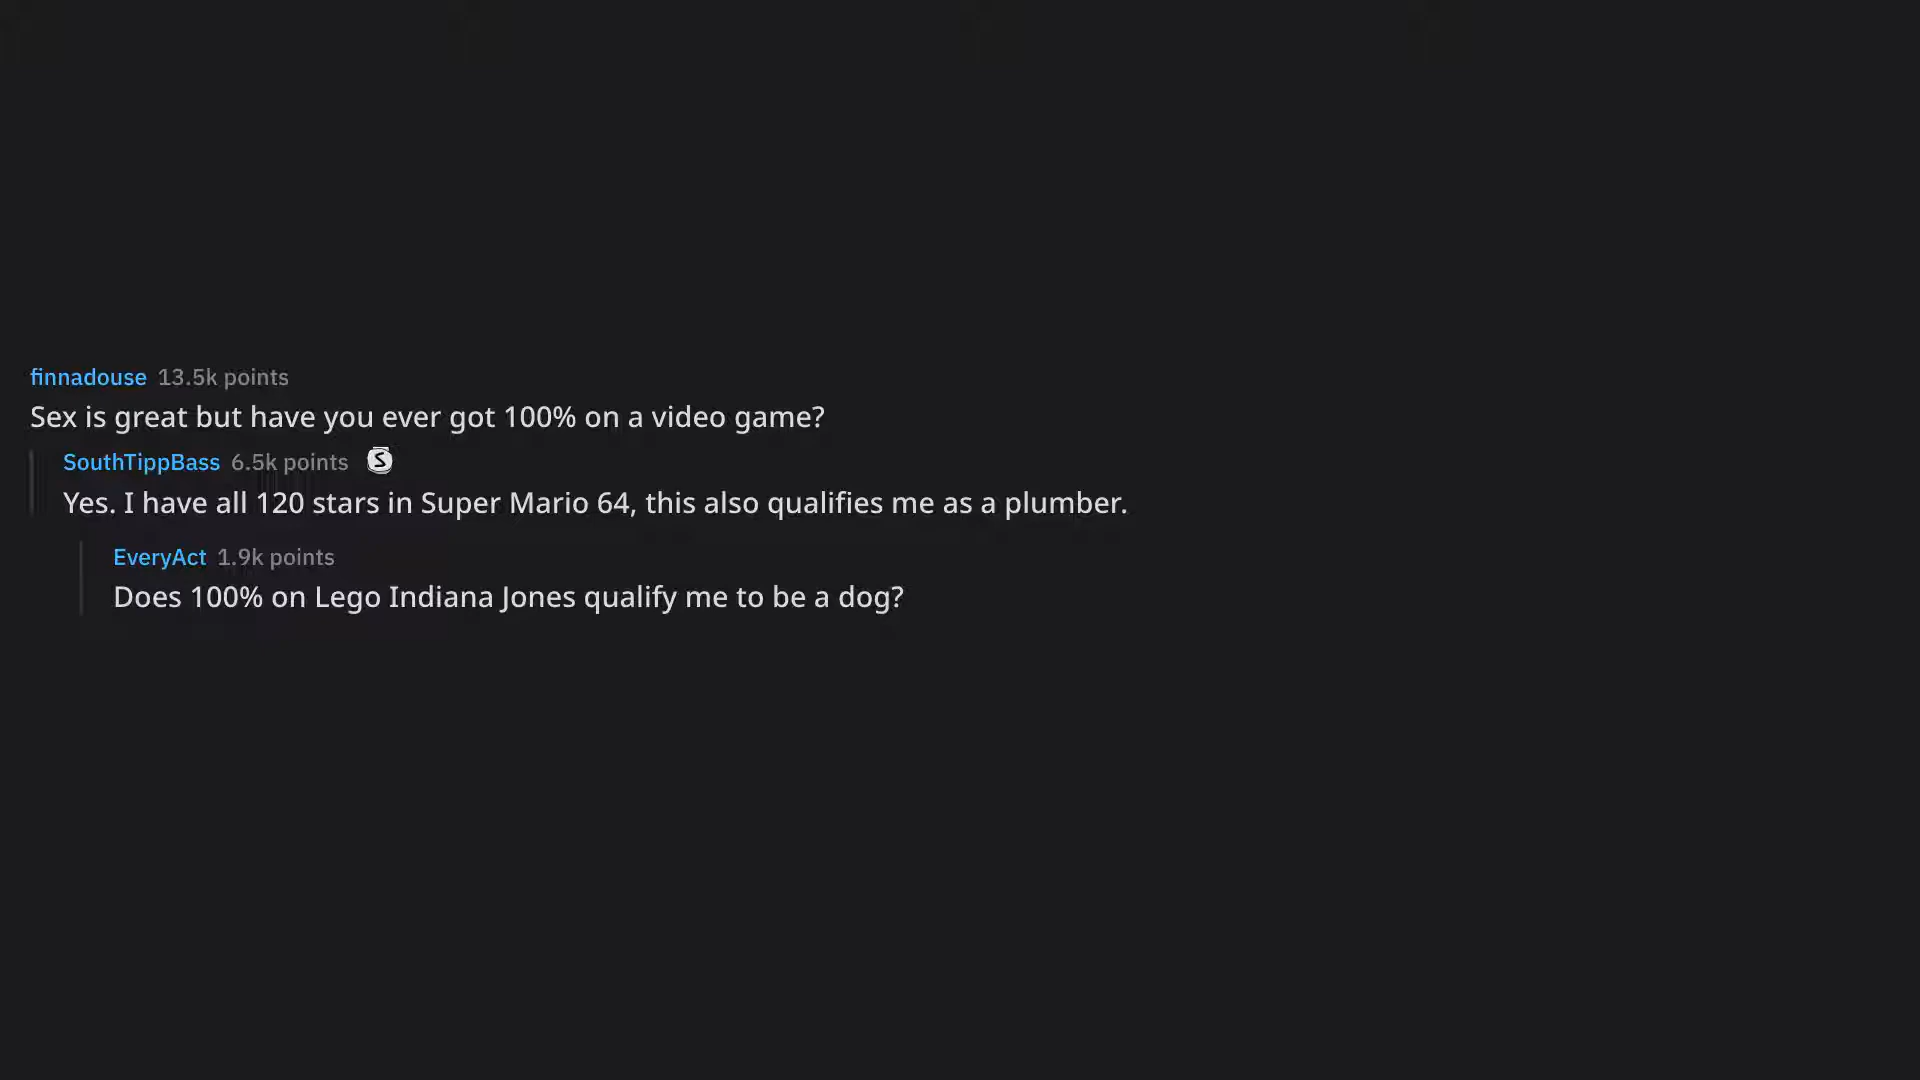 finnadouse 13.5k points
Sex is great but have you ever got 100% on a video game?
SouthTippBass 6.5k points S
Yes. I have all 120 stars in Super Mario 64, this also qualifies me as a plumber.
EveryAct 1.9k points
Does 100% on Lego Indiana Jones qualify me to be a dog?